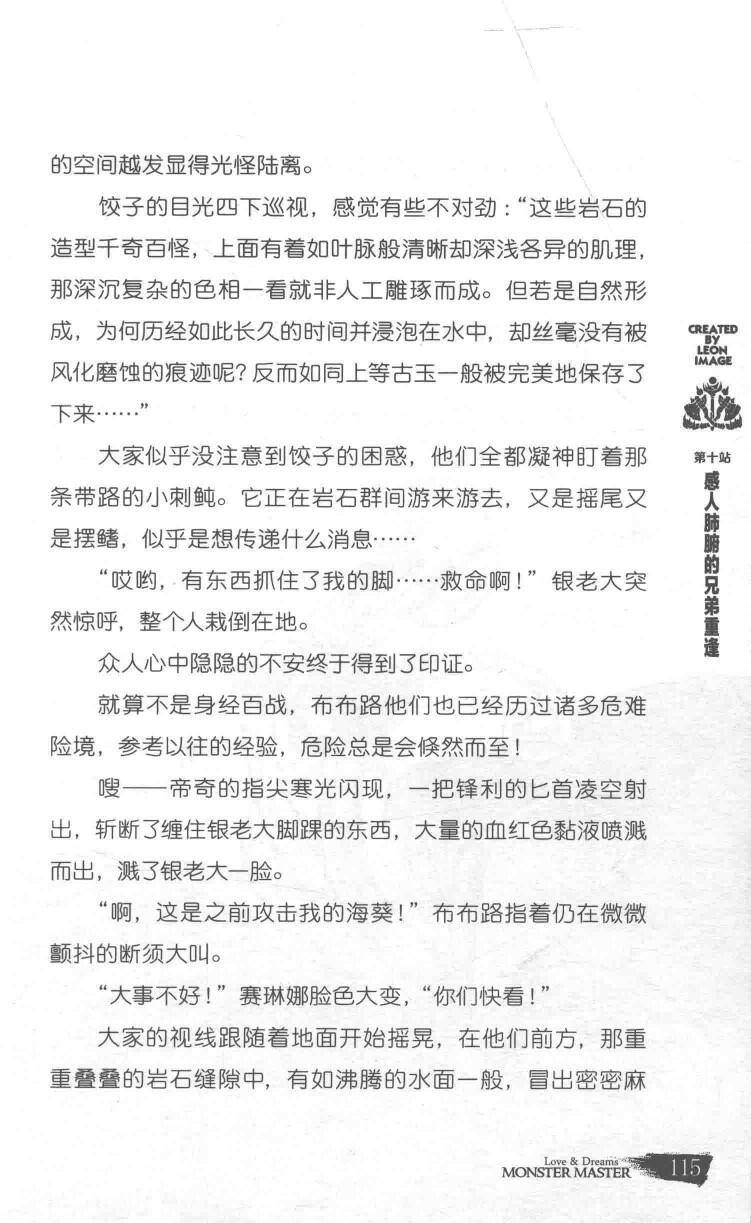 的空间越发显得光怪陆离。
饺子的目光四下巡视，感觉有些不对劲：“这些岩石的
造型千奇百怪，上面有着如叶脉般清晰却深浅各异的肌理，
那深沉复杂的色相一看就非人工雕琢而成。但若是自然形
成，为何历经如此长久的时间并浸泡在水中，却丝毫没有被
风化磨蚀的痕迹呢？反而如同上等古玉一般被完美地保存了
下来……”
大家似乎没注意到饺子的困惑，他们全都凝神盯着那
条带路的小刺鲀。它正在岩石群间游来游去，又是摇尾又
是摆鳍，似乎是想传递什么消息……
“哎哟，有东西抓住了我的脚……救命啊！”银老大突
然惊呼，整个人栽倒在地。
众人心中隐隐的不安终于得到了印证。
就算不是身经百战，布布路他们也已经历过诸多危难
险境，参考以往的经验，危险总是会倏然而至！
嗖——帝奇的指尖寒光闪现，一把锋利的匕首凌空射
出，斩断了缠住银老大脚踝的东西，大量的血红色黏液喷溅
而出，溅了银老大一脸。
“啊，这是之前攻击我的海葵！”布布路指着仍在微微
颤抖的断须大叫。
“大事不好！”赛琳娜脸色大变，“你们快看！”
大家的视线跟随着地面开始摇晃，在他们前方，那重
重叠叠的岩石缝隙中，有如沸腾的水面一般，冒出密密麻
CREATED
BY
LEON
IMAGE
第十站
感人肺腑的兄弟重逢
Love & Dreams
MONSTER MASTER
115